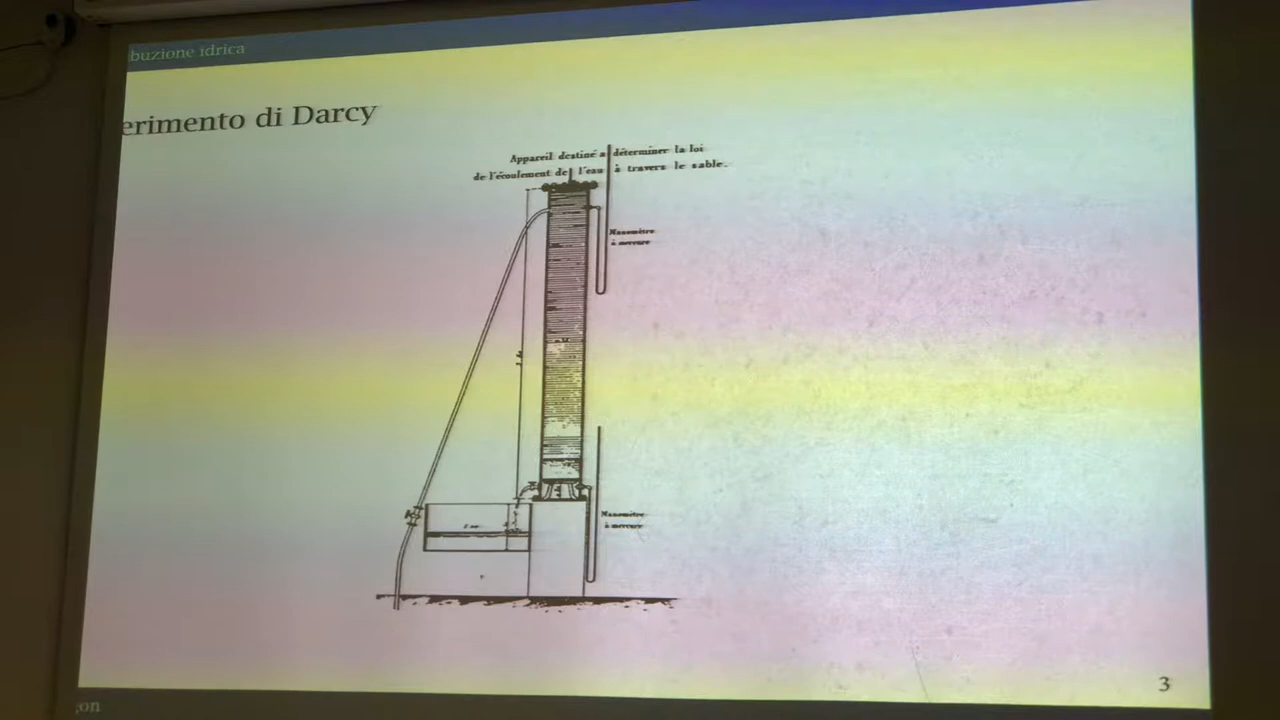 buzione idrica
erimento di Darcy
Appareil destiné a déterminer la loi
de l'écoulement de l'eau à travers le sable.
Manomètre
à mercure
Manomètre
à mercure
3
gon